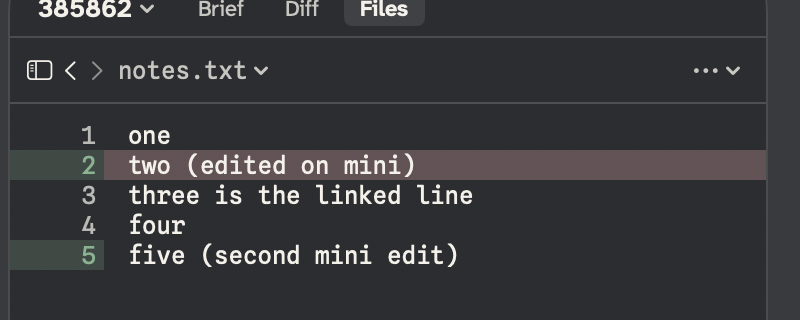 385862 Brief Diff Files
notes.txt
1 one
2 two (edited on mini)
3 three is the linked line
4 four
5 five (second mini edit)